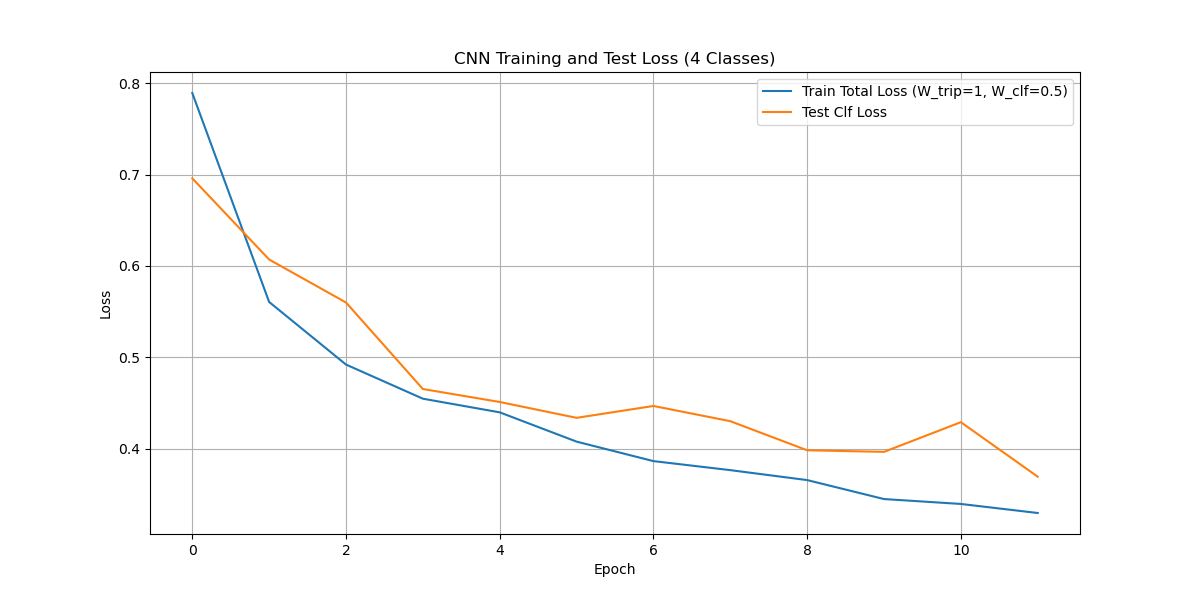 CNN Training and Test Loss (4 Classes)
Train Total Loss (W_trip=1, W_clf=0.5)
Test Clf Loss
Loss
0.8
0.7
0.6
0.5
0.4
0 2 4 6 8 10
Epoch